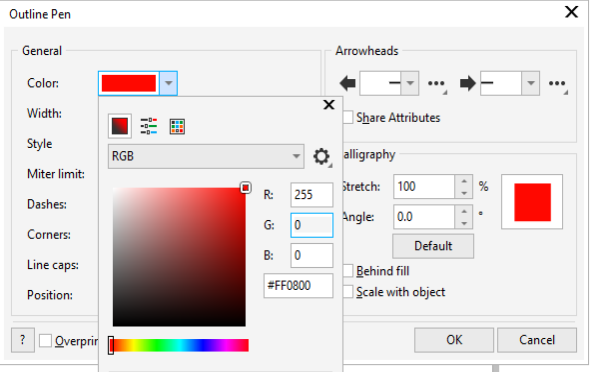 Outline Pen
General
Color:
Width:
Style
Miter limit:
Dashes:
Corners:
Line caps:
Position:
RGB
R: 255
G: 0
B: 0
#FF0800
Arrowheads
Share Attributes
alligraphy
Stretch: 100 %
Angle: 0.0 °
Default
Behind fill
Scale with object
? Overprin
OK
Cancel